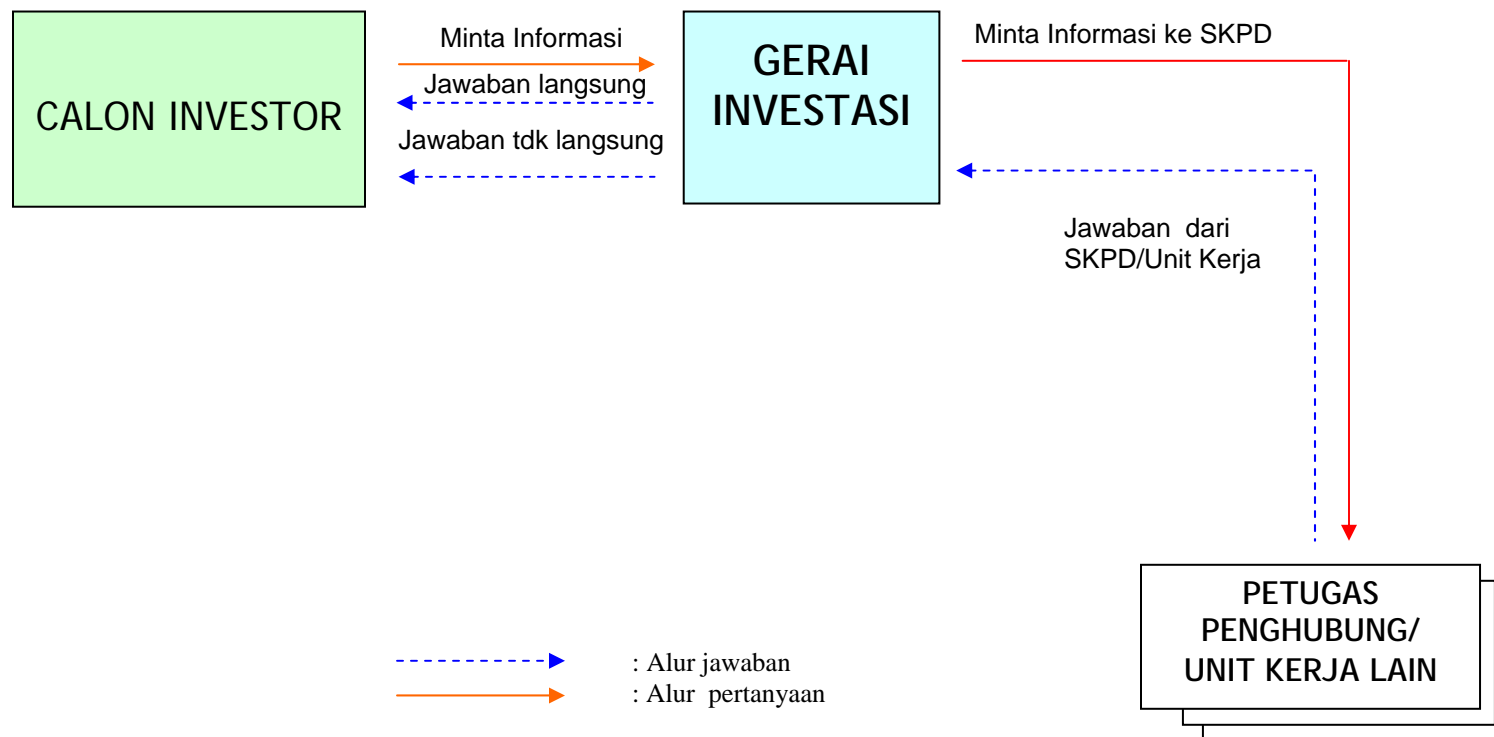 CALON INVESTOR
Minta Informasi
Jawaban langsung
Jawaban tdk langsung
GERAI
INVESTASI
Minta Informasi ke SKPD
Jawaban dari
SKPD/Unit Kerja
PETUGAS
PENGHUBUNG/
UNIT KERJA LAIN
: Alur jawaban
: Alur pertanyaan